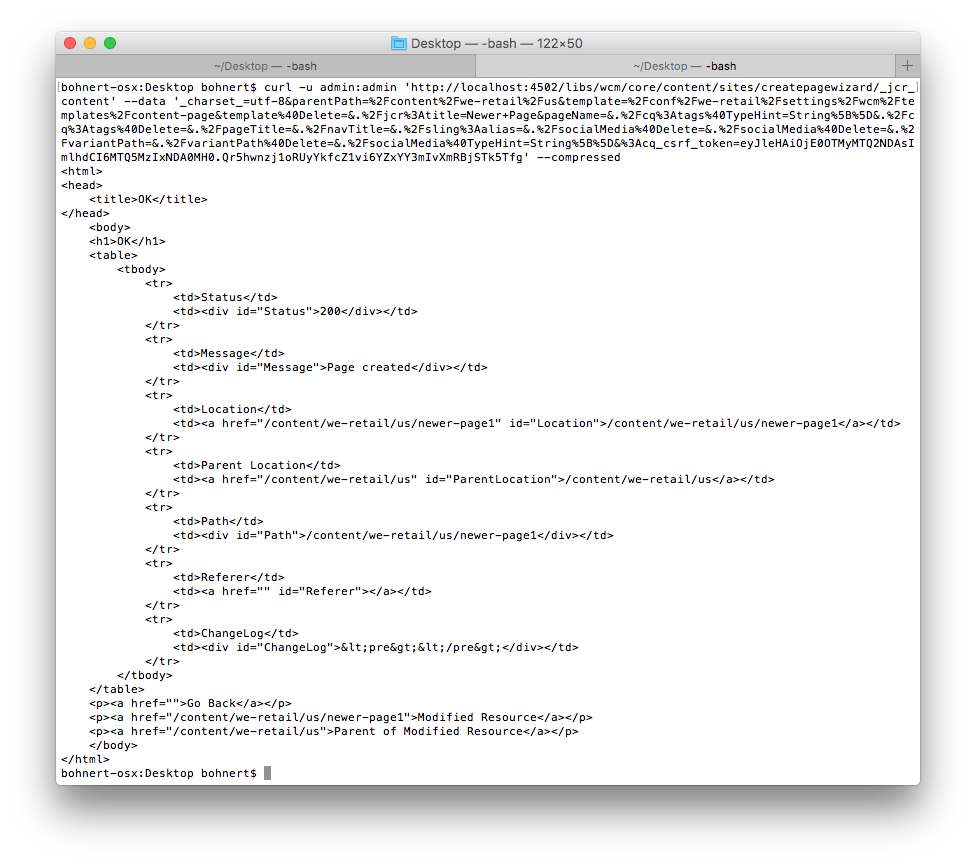 Desktop — -bash — 122×50
~/Desktop — -bash ~/Desktop — -bash +
bohnert-osx:Desktop bohnert$ curl -u admin:admin 'http://localhost:4502/libs/wcm/core/content/sites/createpagewizard/_jcr_
content' --data '_charset_=utf-8&parentPath=%2Fcontent%2Fwe-retail%2Fus&template=%2Fconf%2Fwe-retail%2Fsettings%2Fwcm%2Fte
mplates%2Fcontent-page&template%40Delete=&.%2Fjcr%3Atitle=Newer+Page&pageName=&.%2Fcq%3Atags%40TypeHint=String%5B%5D&.%2Fc
q%3Atags%40Delete=&.%2FpageTitle=&.%2FnavTitle=&.%2Fsling%3Aalias=&.%2FsocialMedia%40Delete=&.%2FsocialMedia%40Delete=&.%2
FvariantPath=&.%2FvariantPath%40Delete=&.%2FsocialMedia%40TypeHint=String%5B%5D&%3Acq_csrf_token=eyJleHAiOjE0OTMyMTQ2NDAsI
mlhdCI6MTQ5MzIxNDA0MH0.Qr5hwnzj1oRUyYkfcZ1vi6YZxYY3mIvXmRBjSTk5Tfg' --compressed
<html>
<head>
    <title>OK</title>
</head>
    <body>
    <h1>OK</h1>
    <table>
        <tbody>
            <tr>
                <td>Status</td>
                <td><div id="Status">200</div></td>
            </tr>
            <tr>
                <td>Message</td>
                <td><div id="Message">Page created</div></td>
            </tr>
            <tr>
                <td>Location</td>
                <td><a href="/content/we-retail/us/newer-page1" id="Location">/content/we-retail/us/newer-page1</a></td>
            </tr>
            <tr>
                <td>Parent Location</td>
                <td><a href="/content/we-retail/us" id="ParentLocation">/content/we-retail/us</a></td>
            </tr>
            <tr>
                <td>Path</td>
                <td><div id="Path">/content/we-retail/us/newer-page1</div></td>
            </tr>
            <tr>
                <td>Referer</td>
                <td><a href="" id="Referer"></a></td>
            </tr>
            <tr>
                <td>ChangeLog</td>
                <td><div id="ChangeLog">&lt;pre&gt;&lt;/pre&gt;</div></td>
            </tr>
        </tbody>
    </table>
    <p><a href="">Go Back</a></p>
    <p><a href="/content/we-retail/us/newer-page1">Modified Resource</a></p>
    <p><a href="/content/we-retail/us">Parent of Modified Resource</a></p>
    </body>
</html>
bohnert-osx:Desktop bohnert$